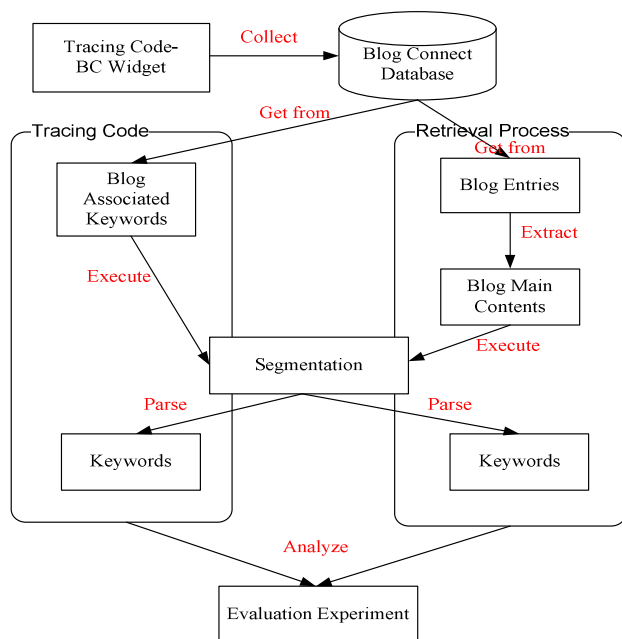 Tracing Code-
BC Widget
Collect
Blog Connect
Database
Get from
Tracing Code
Retrieval Process
Get from
Blog
Associated
Keywords
Blog Entries
Extract
Execute
Blog Main
Contents
Execute
Segmentation
Parse
Parse
Keywords
Keywords
Analyze
Evaluation Experiment